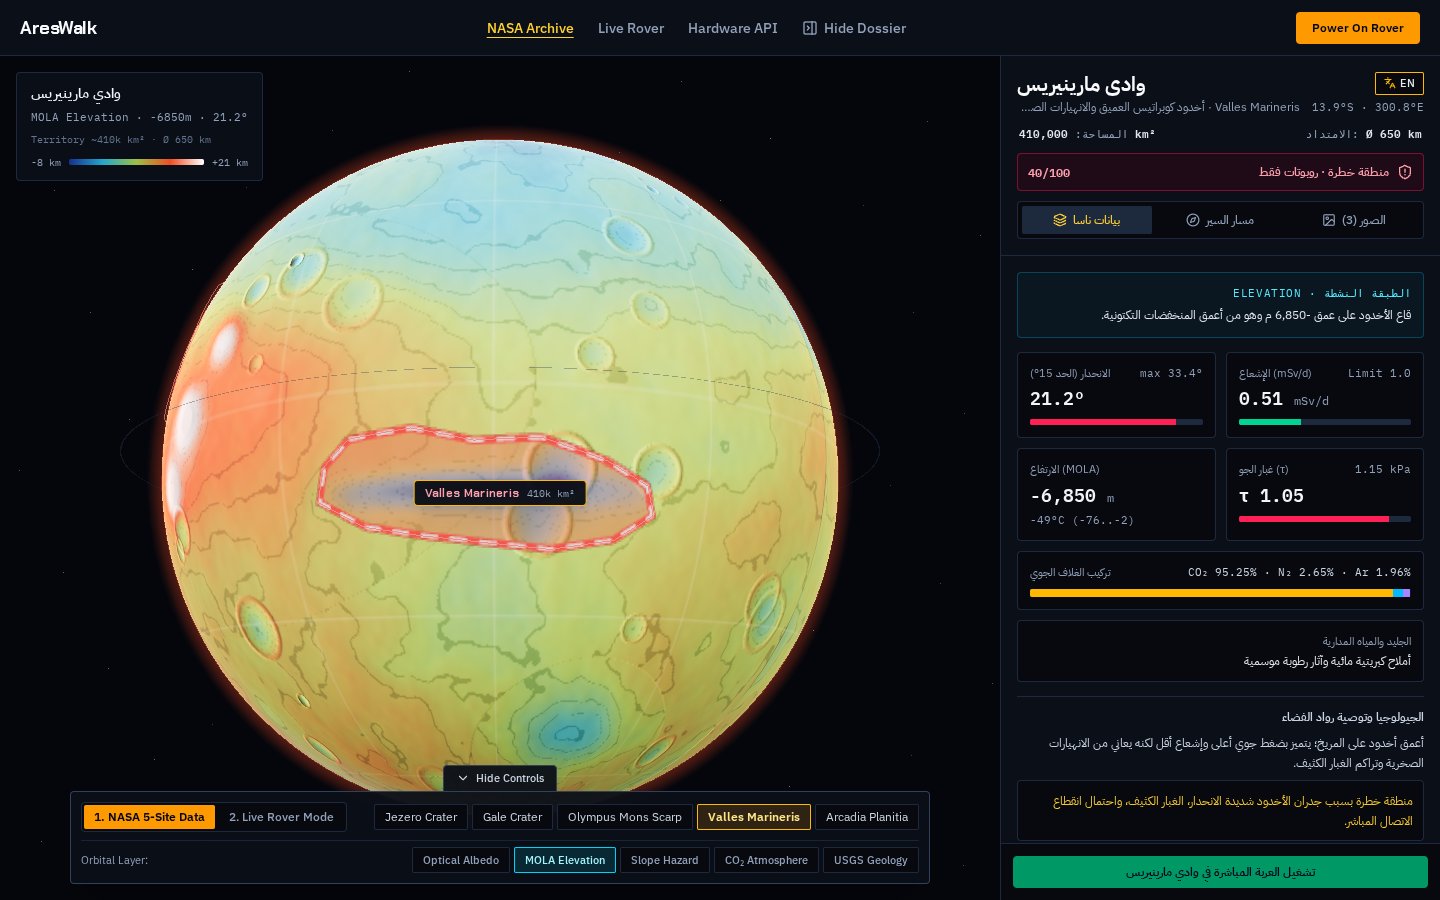 AresWalk
NASA Archive
Live Rover
Hardware API
Hide Dossier
Power On Rover
وادي مارينيريس
MOLA Elevation · -6850m · 21.2°
Territory ~410k km² · Ø 650 km
-8 km
+21 km
Valles Marineris 410k km²
Hide Controls
1. NASA 5-Site Data
2. Live Rover Mode
Jezero Crater
Gale Crater
Olympus Mons Scarp
Valles Marineris
Arcadia Planitia
Orbital Layer:
Optical Albedo
MOLA Elevation
Slope Hazard
CO₂ Atmosphere
USGS Geology
وادي مارينيريس
EN
Valles Marineris · أخدود كوبراتيس العميق والانهيارات الص...
13.9°S · 300.8°E
المساحة: 410,000 km²
الامتداد: Ø 650 km
منطقة خطرة · روبوتات فقط
40/100
بيانات ناسا
مسار السير
الصور (3)
الطبقة النشطة · ELEVATION
قاع الأخدود على عمق -6,850 م وهو من أعمق المنخفضات التكتونية.
الانحدار (الحد 15°)
max 33.4°
21.2°
الإشعاع (mSv/d)
Limit 1.0
0.51 mSv/d
الارتفاع (MOLA)
-6,850 m
-49°C (-76..-2)
غبار الجو (τ)
1.15 kPa
τ 1.05
تركيب الغلاف الجوي
CO₂ 95.25% · N₂ 2.65% · Ar 1.96%
الجليد والمياه المدارية
أملاح كبريتية مائية وآثار رطوبة موسمية
الجيولوجيا وتوصية رواد الفضاء
أعمق أخدود على المريخ؛ يتميز بضغط جوي أعلى وإشعاع أقل لكنه يعاني من الانهيارات
الصخرية وتراكم الغبار الكثيف.
منطقة خطرة بسبب جدران الأخدود شديدة الانحدار، الغبار الكثيف، واحتمال انقطاع
الاتصال المباشر.
تشغيل العربة المباشرة في وادي مارينيريس